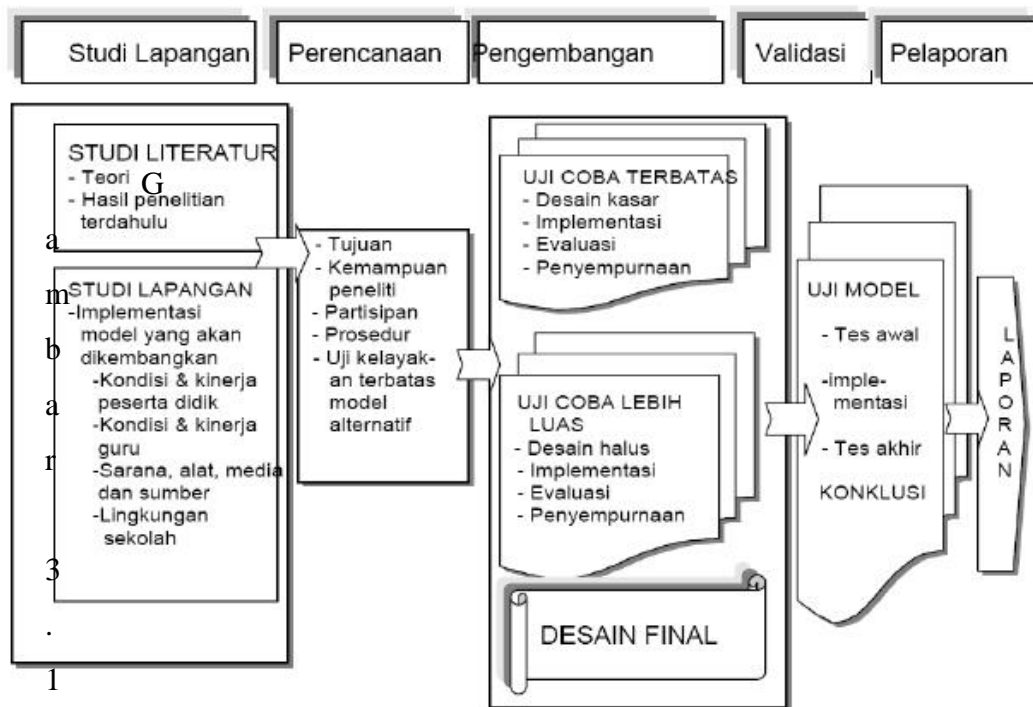 Studi Lapangan
Perencanaan
Pengembangan
Validasi
Pelaporan
STUDI LITERATUR
- Teori
- Hasil penelitian
terdahulu
STUDI LAPANGAN
-Implementasi
model yang akan
dikembangkan
-Kondisi & kinerja
peserta didik
-Kondisi & kinerja
guru
-Sarana, alat, media
dan sumber
-Lingkungan
sekolah
G
a
m
b
a
r
3
.
1
- Tujuan
- Kemampuan
peneliti
- Partisipan
- Prosedur
- Uji kelayak-
an terbatas
model
alternatif
UJI COBA TERBATAS
- Desain kasar
- Implementasi
- Evaluasi
- Penyempurnaan
UJI COBA LEBIH
LUAS
- Desain halus
- Implementasi
- Evaluasi
- Penyempurnaan
DESAIN FINAL
UJI MODEL
- Tes awal
-imple-
mentasi
- Tes akhir
KONKLUSI
L
A
P
O
R
A
N